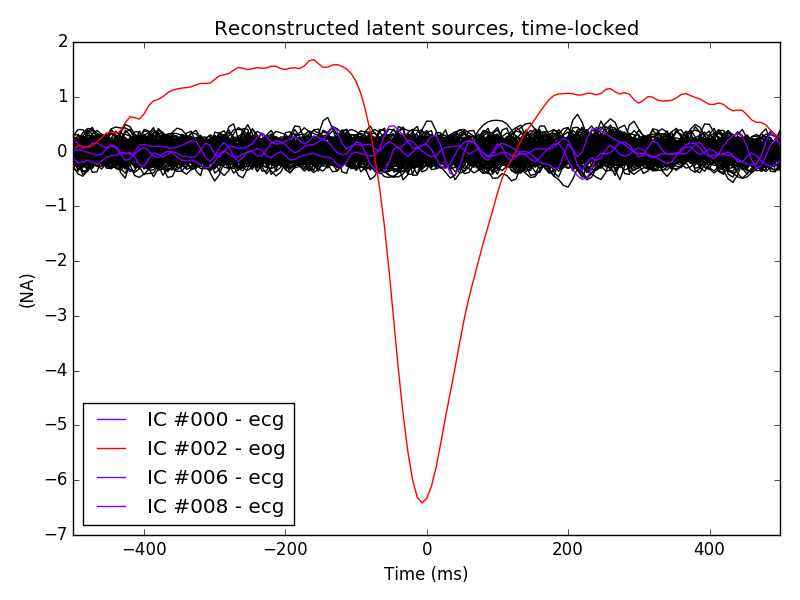 Reconstructed latent sources, time-locked
2
1
0
−1
−2
−3
−4
−5
−6
−7
(NA)
IC #000 - ecg
IC #002 - eog
IC #006 - ecg
IC #008 - ecg
−400
−200
0
200
400
Time (ms)